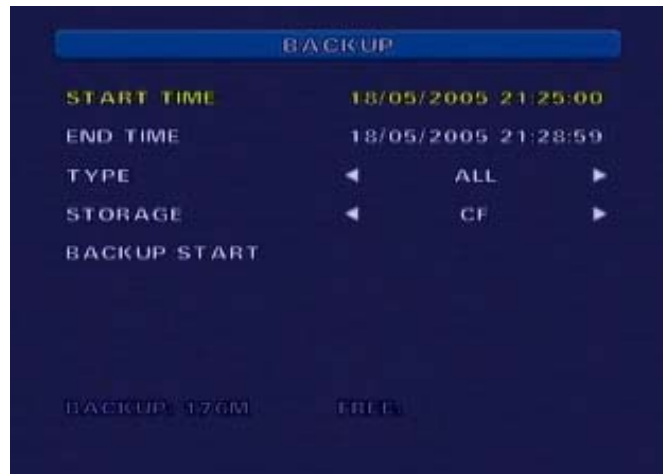 BACKUP
START TIME 18/05/2005 21:25:00
END TIME 18/05/2005 21:28:59
TYPE ◀ ALL ▶
STORAGE ◀ CF ▶
BACKUP START
BACKUP: 176M FREE: